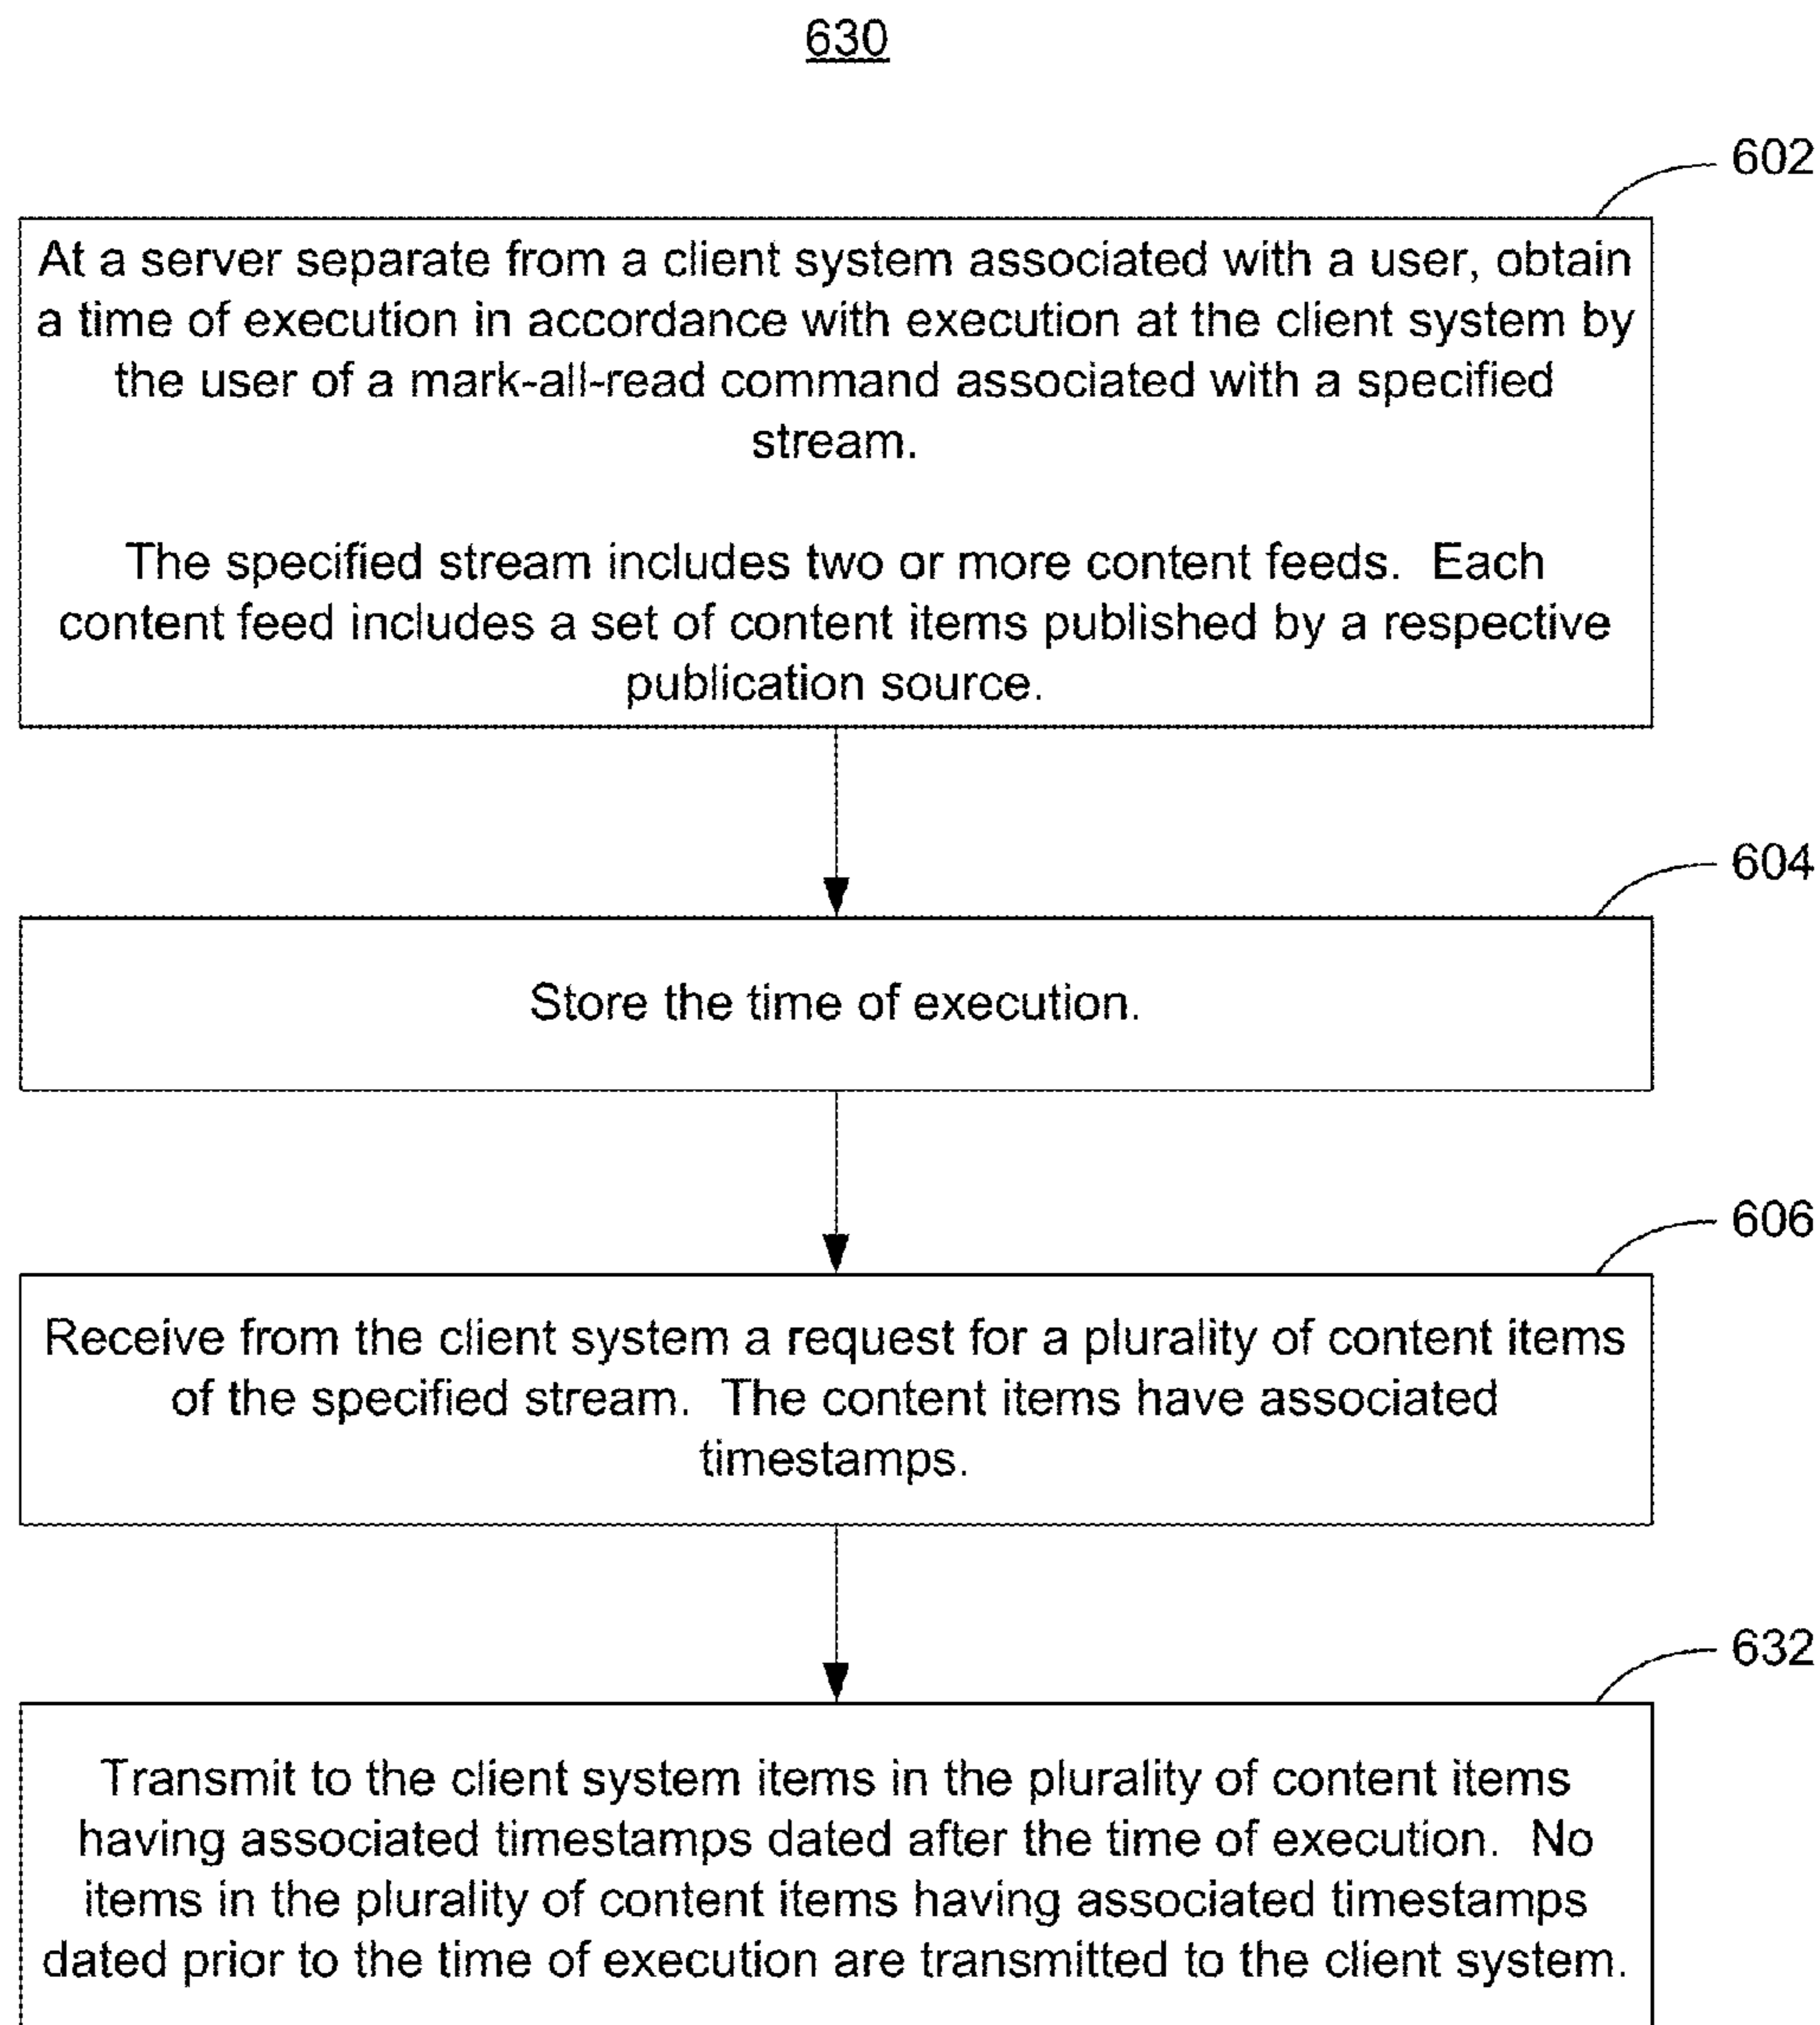 630
602
At a server separate from a client system associated with a user, obtain
a time of execution in accordance with execution at the client system by
the user of a mark-all-read command associated with a specified
stream.
The specified stream includes two or more content feeds. Each
content feed includes a set of content items published by a respective
publication source.
604
Store the time of execution.
606
Receive from the client system a request for a plurality of content items
of the specified stream. The content items have associated
timestamps.
632
Transmit to the client system items in the plurality of content items
having associated timestamps dated after the time of execution. No
items in the plurality of content items having associated timestamps
dated prior to the time of execution are transmitted to the client system.